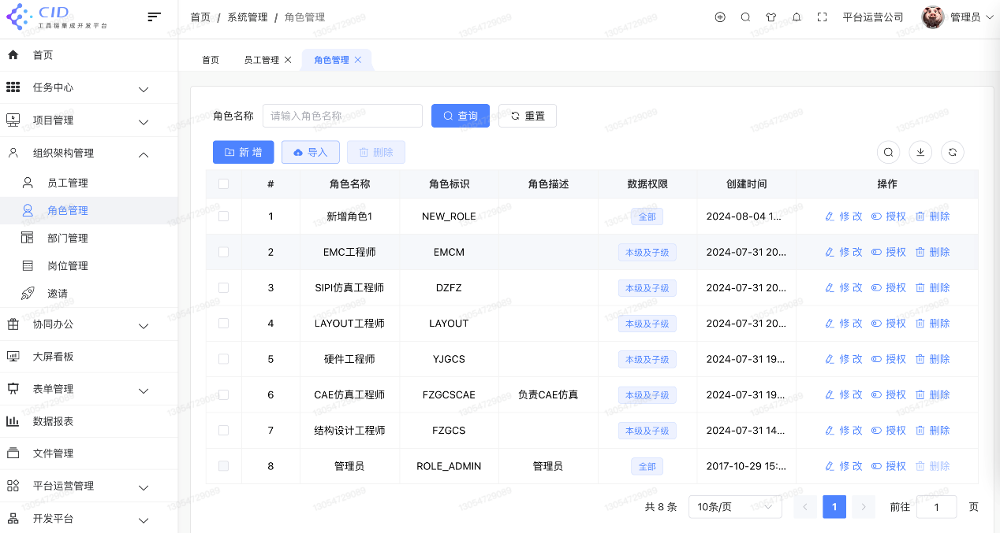 CID
工具链集成开发平台
首页 / 系统管理 / 角色管理
平台运营公司
管理员
首页
任务中心
项目管理
组织架构管理
员工管理
角色管理
部门管理
岗位管理
邀请
协同办公
大屏看板
表单管理
数据报表
文件管理
平台运营管理
开发平台
首页 员工管理 角色管理
角色名称 请输入角色名称 查询 重置
新增 导入 删除
# 角色名称 角色标识 角色描述 数据权限 创建时间 操作
1 新增角色1 NEW_ROLE 全部 2024-08-04 1... 修改 授权 删除
2 EMC工程师 EMCM 本级及子级 2024-07-31 20... 修改 授权 删除
3 SIPI仿真工程师 DZFZ 本级及子级 2024-07-31 20... 修改 授权 删除
4 LAYOUT工程师 LAYOUT 本级及子级 2024-07-31 20... 修改 授权 删除
5 硬件工程师 YJGCS 本级及子级 2024-07-31 19... 修改 授权 删除
6 CAE仿真工程师 FZGCSCAE 负责CAE仿真 本级及子级 2024-07-31 19... 修改 授权 删除
7 结构设计工程师 FZGCS 本级及子级 2024-07-31 14... 修改 授权 删除
8 管理员 ROLE_ADMIN 管理员 全部 2017-10-29 15:... 修改 授权 删除
共 8 条 10条/页 1 前往 1 页
13054729089